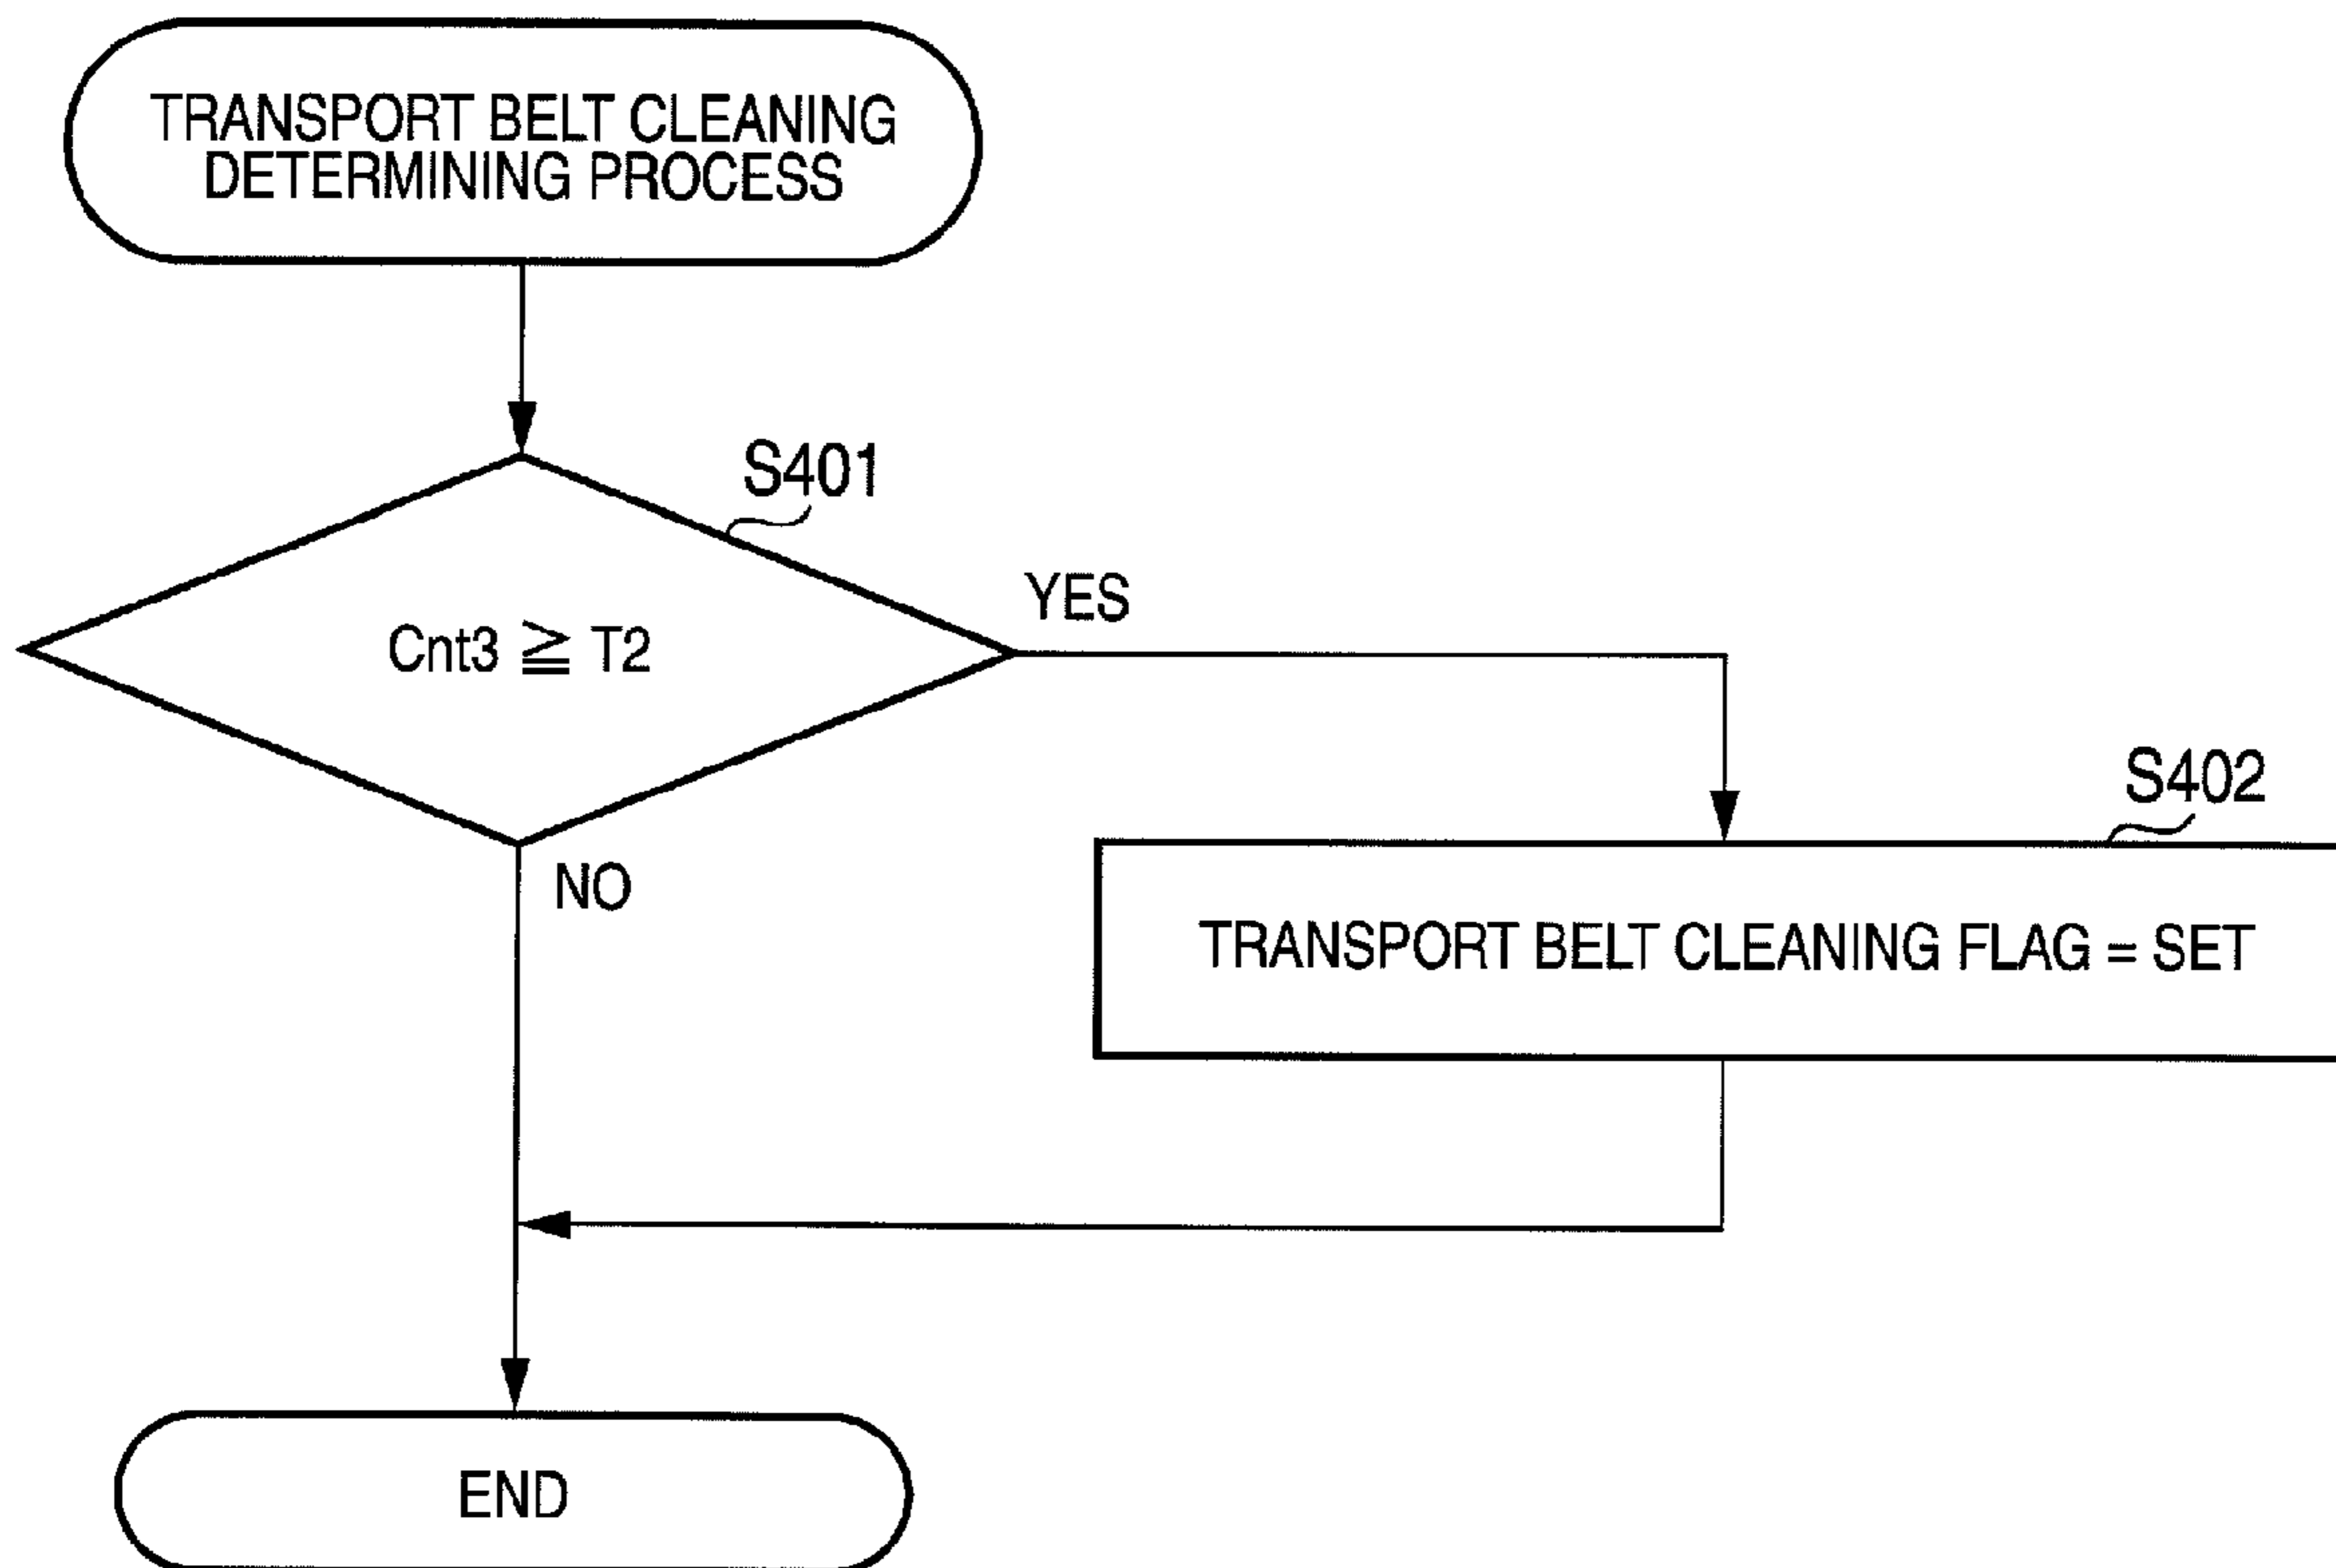 TRANSPORT BELT CLEANING
DETERMINING PROCESS
S401
YES
Cnt3 ≧ T2
S402
NO
TRANSPORT BELT CLEANING FLAG = SET
END